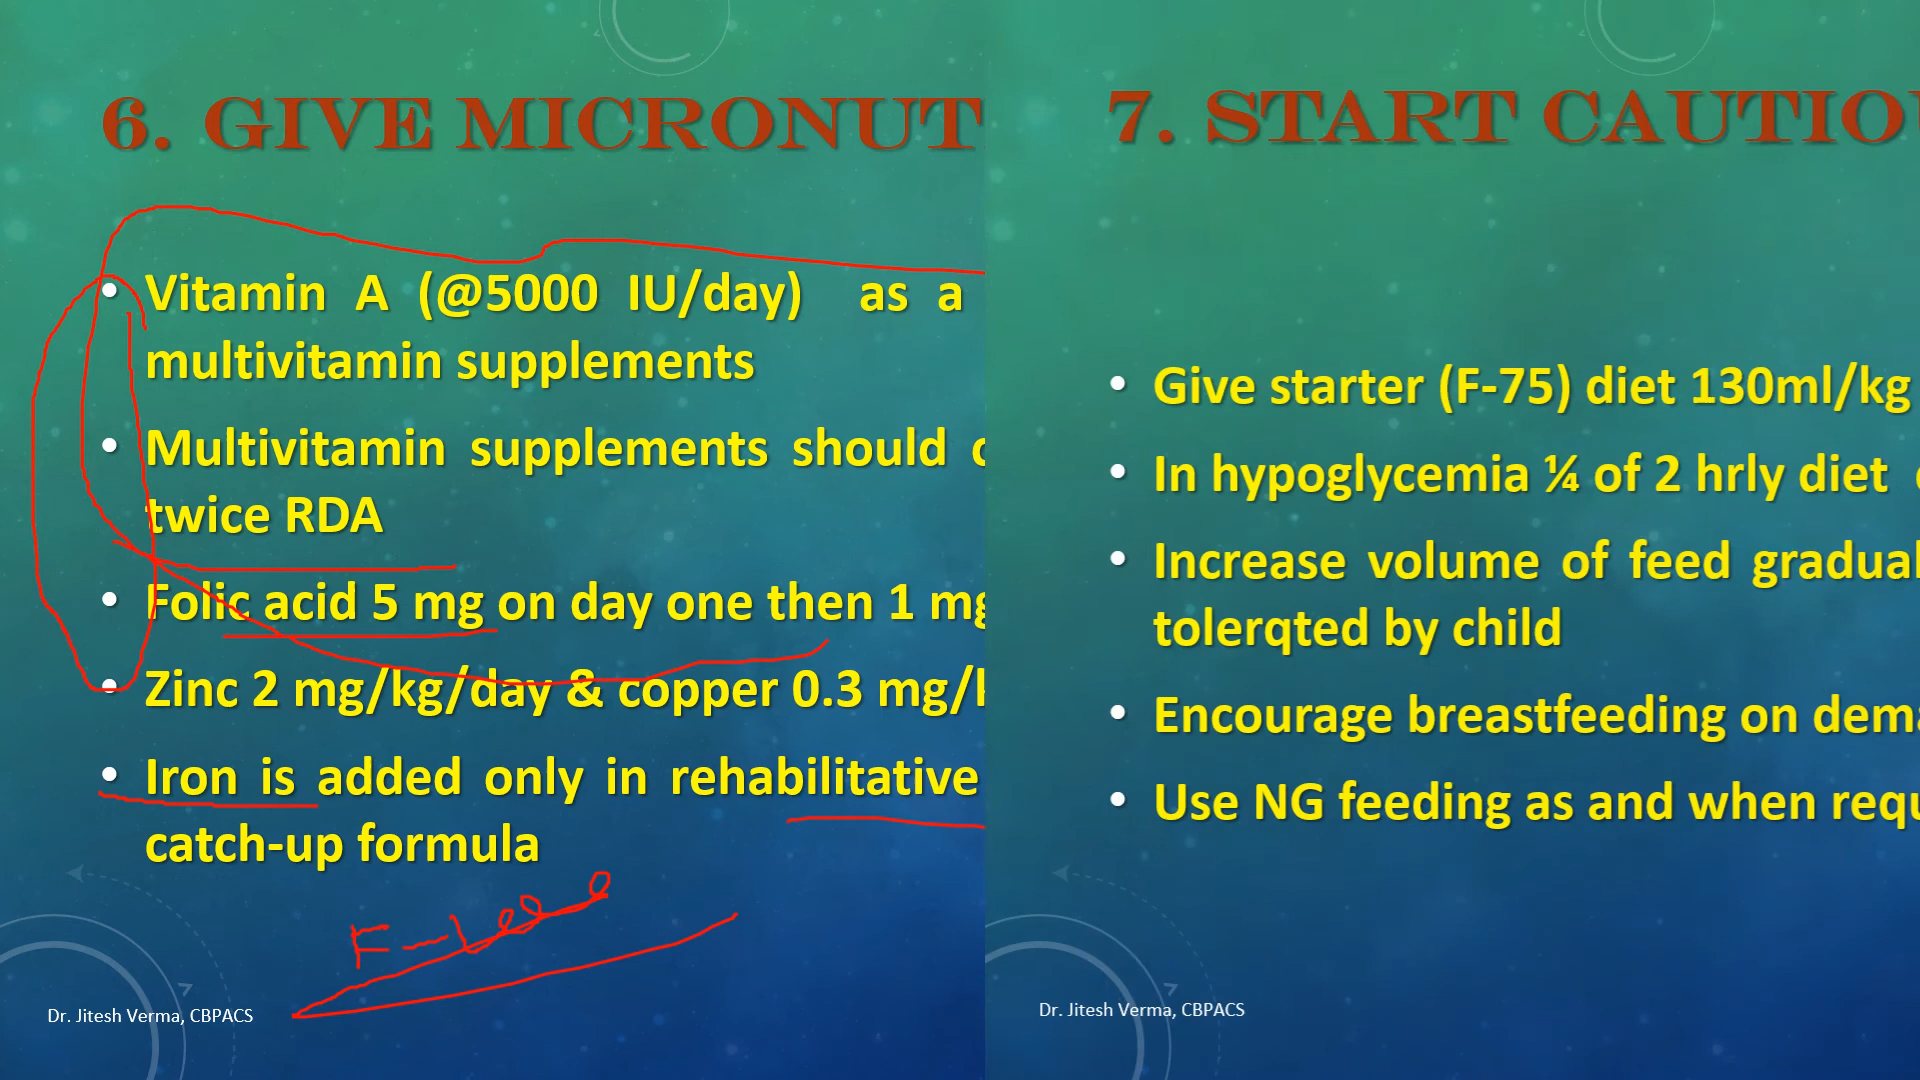 6. GIVE MICRONUT
Vitamin A (@5000 IU/day) as a
multivitamin supplements
Multivitamin supplements should
twice RDA
Folic acid 5 mg on day one then 1 mg
Zinc 2 mg/kg/day & copper 0.3 mg/k
Iron is added only in rehabilitative
catch-up formula
Dr. Jitesh Verma, CBPACS
7. START CAUTIO
Give starter (F-75) diet 130ml/kg
In hypoglycemia ¼ of 2 hrly diet
Increase volume of feed gradual
tolerqted by child
Encourage breastfeeding on dema
Use NG feeding as and when requ
Dr. Jitesh Verma, CBPACS